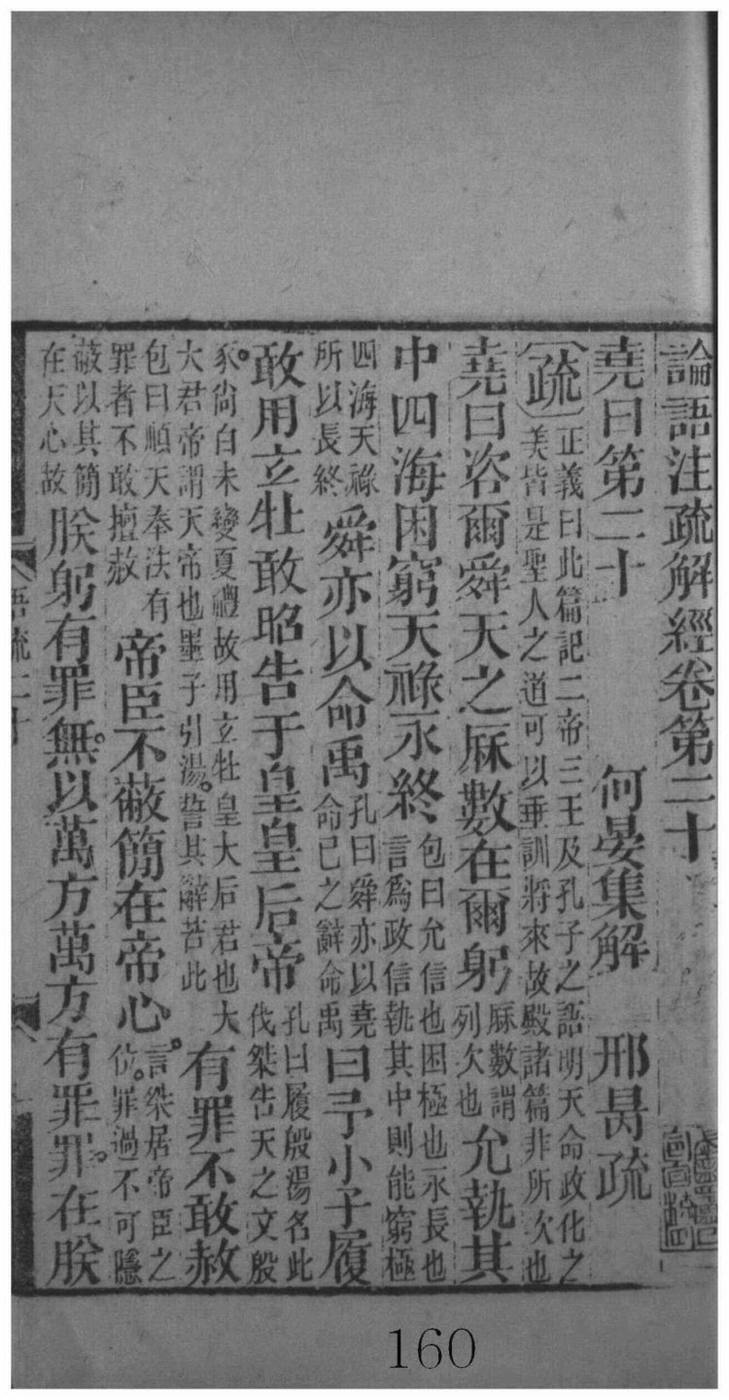 論語注疏解經卷第二十
堯曰第二十　何晏集解　邢昺疏
疏 正義曰此篇記二帝三王及孔子之語明天命政化之
美皆是聖人之道可以垂訓將來故殿諸篇非所次也
堯曰咨爾舜天之厤數在爾躬 厤數謂
列次也 允執其
中四海困窮天祿永終 包曰允信也困極也永長也
言爲政信執其中則能窮極
四海天祿
所以長終 舜亦以命禹 孔曰舜亦以堯
命已之辭命禹 曰予小子履
敢用玄牡敢昭告于皇皇后帝 孔曰履殷湯名此
伐桀告天之文殷
豕尙白未變夏禮故用玄牡皇大后君也大
大君帝謂天帝也墨子引湯誓其辭若此 有罪不敢赦
包曰順天奉法有
罪者不敢擅赦 帝臣不蔽簡在帝心 言桀居帝臣之
位罪過不可隱
蔽以其簡
在天心故 朕躬有罪無以萬方萬方有罪罪在朕
語疏二十
160